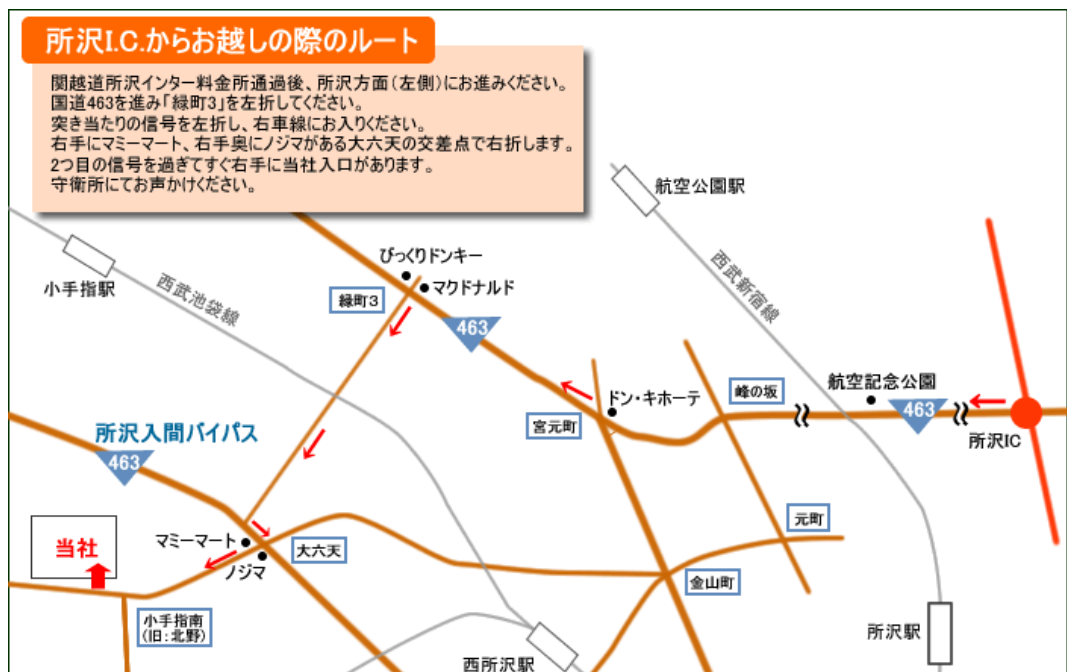 所沢I.C.からお越しの際のルート
関越道所沢インター料金所通過後、所沢方面(左側)にお進みください。
国道463を進み「緑町3」を左折してください。
突き当たりの信号を左折し、右車線にお入りください。
右手にマミーマート、右手奥にノジマがある大六天の交差点で右折します。
2つ目の信号を過ぎてすぐ右手に当社入口があります。
守衛所にてお声かけください。
航空公園駅
びっくりドンキー
小手指駅
西武池袋線
マクドナルド
緑町3
西武新宿線
463
航空記念公園
峰の坂
ドン・キホーテ
463
宮元町
所沢IC
所沢入間バイパス
463
元町
当社
マミーマート
大六天
ノジマ
金山町
小手指南
(旧:北野)
所沢駅
西所沢駅